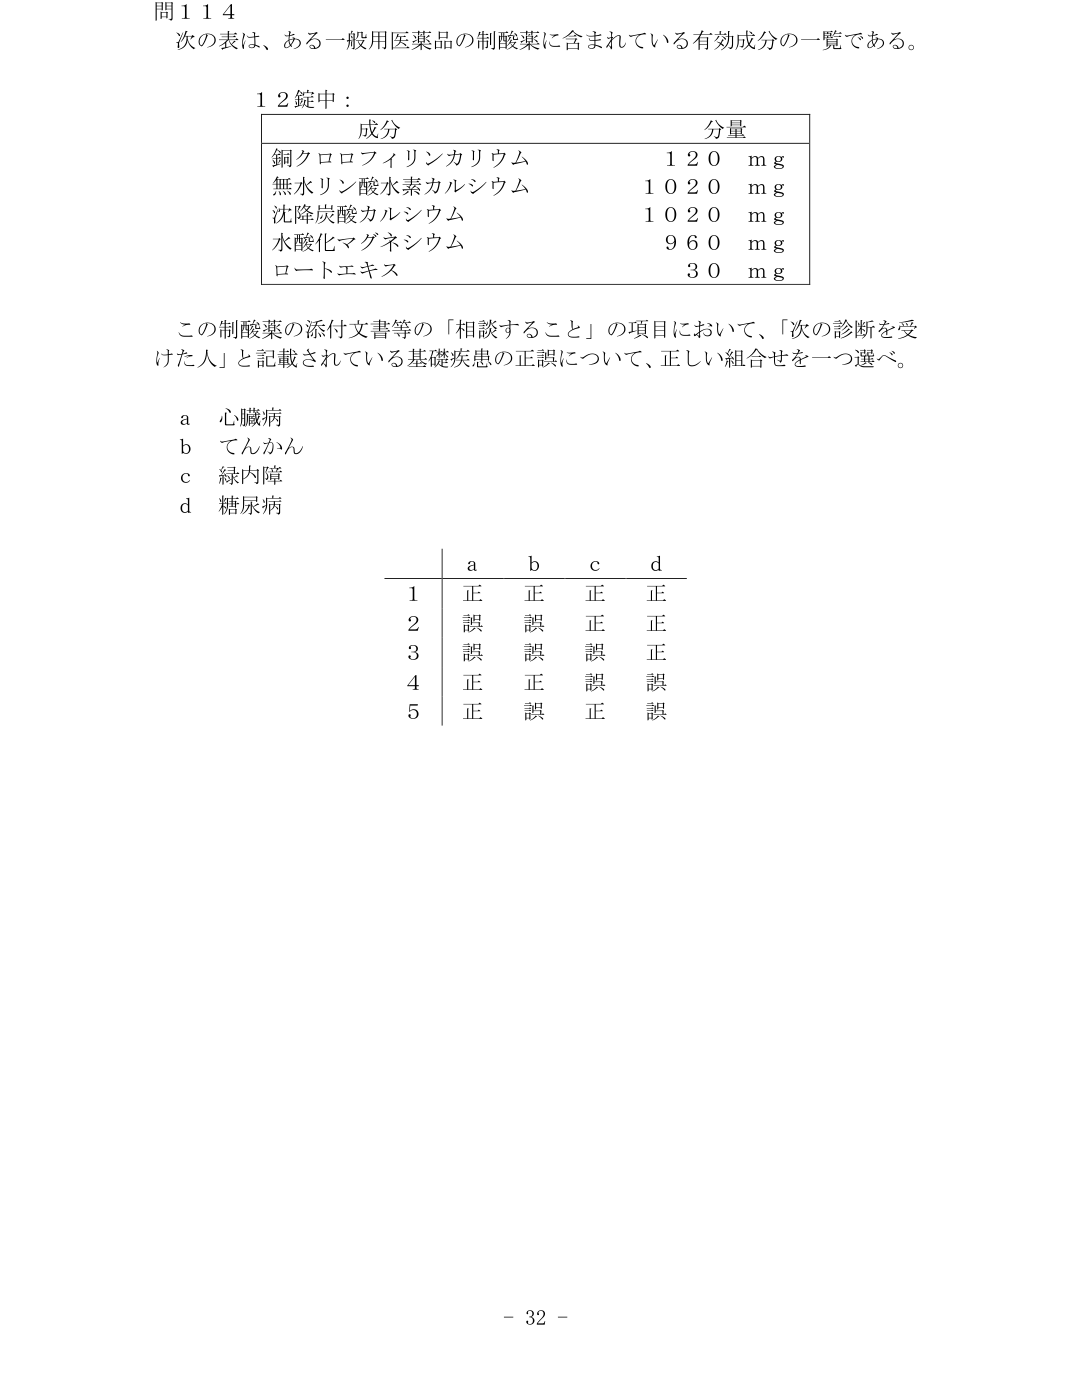 問１１４
次の表は、ある一般用医薬品の制酸薬に含まれている有効成分の一覧である。
１２錠中：
成分 分量
銅クロロフィリンカリウム １２０ ｍｇ
無水リン酸水素カルシウム １０２０ ｍｇ
沈降炭酸カルシウム １０２０ ｍｇ
水酸化マグネシウム ９６０ ｍｇ
ロートエキス ３０ ｍｇ
この制酸薬の添付文書等の「相談すること」の項目において、「次の診断を受
けた人」と記載されている基礎疾患の正誤について、正しい組合せを一つ選べ。
ａ 心臓病
ｂ てんかん
ｃ 緑内障
ｄ 糖尿病
ａ ｂ ｃ ｄ
１ 正 正 正 正
２ 誤 誤 正 正
３ 誤 誤 誤 正
４ 正 正 誤 誤
５ 正 誤 正 誤
- 32 -